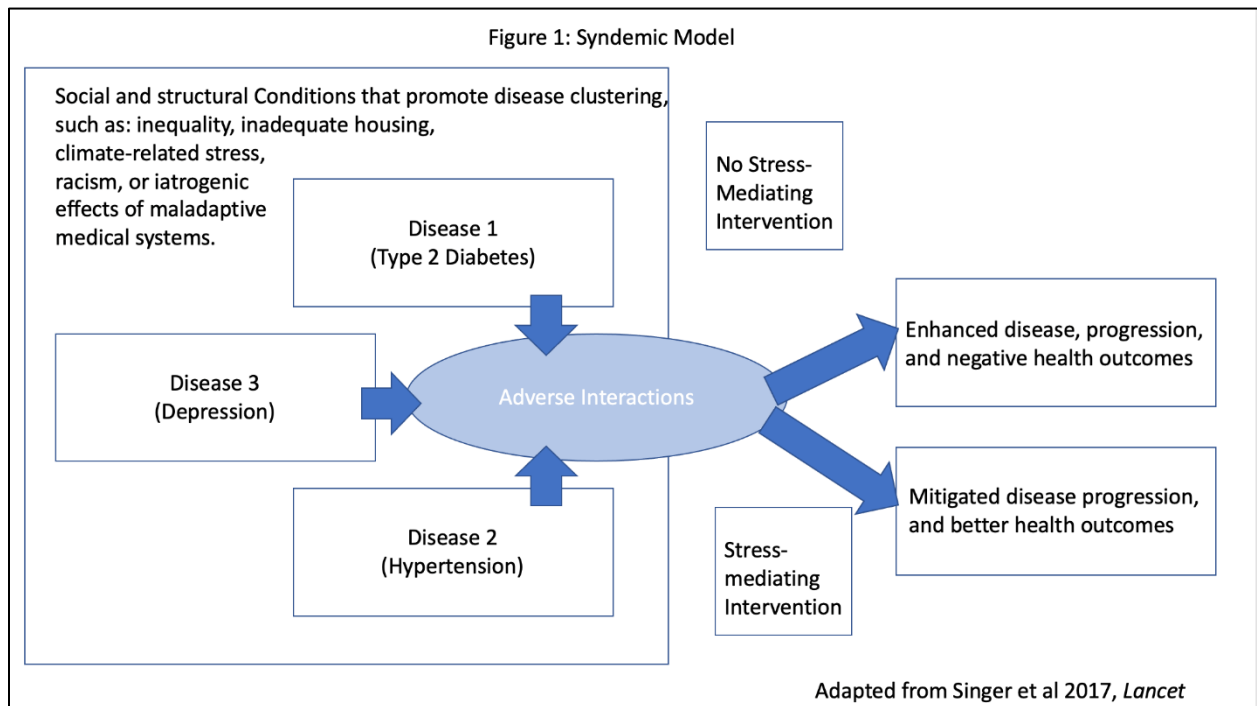 Figure 1: Syndemic Model
Social and structural Conditions that promote disease clustering,
such as: inequality, inadequate housing,
climate-related stress,
racism, or iatrogenic
effects of maladaptive
medical systems.
Disease 1
(Type 2 Diabetes)
Disease 3
(Depression)
Adverse Interactions
Disease 2
(Hypertension)
No Stress-
Mediating
Intervention
Enhanced disease, progression,
and negative health outcomes
Mitigated disease progression,
and better health outcomes
Stress-
mediating
Intervention
Adapted from Singer et al 2017, Lancet